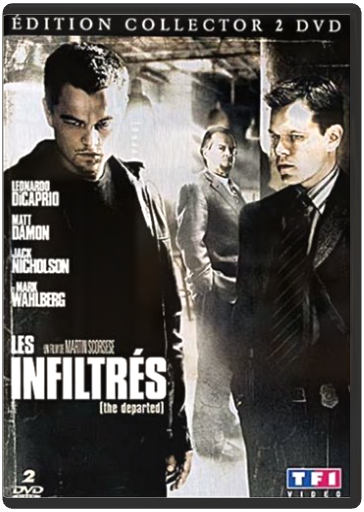 ÉDITION COLLECTOR 2 DVD
LEONARDO
DiCAPRIO
MATT
DAMON
JACK
NICHOLSON
MARK
WAHLBERG
LES
UN FILM DE MARTIN SCORSESE
INFILTRÉS
(the departed)
2
DVD
TF1
VIDÉO